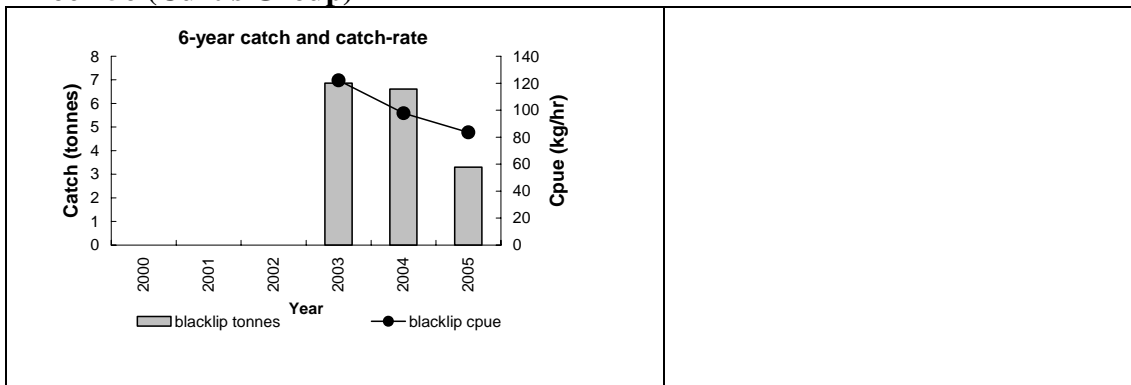 (Curtis Group)
6-year catch and catch-rate
8 140
7 120
6 100
5 80
4
3 60
2 40
1 20
0 0
Catch (tonnes)
Cpue (kg/hr)
2000 2001 2002 2003 2004 2005
Year
blacklip tonnes blacklip cpue